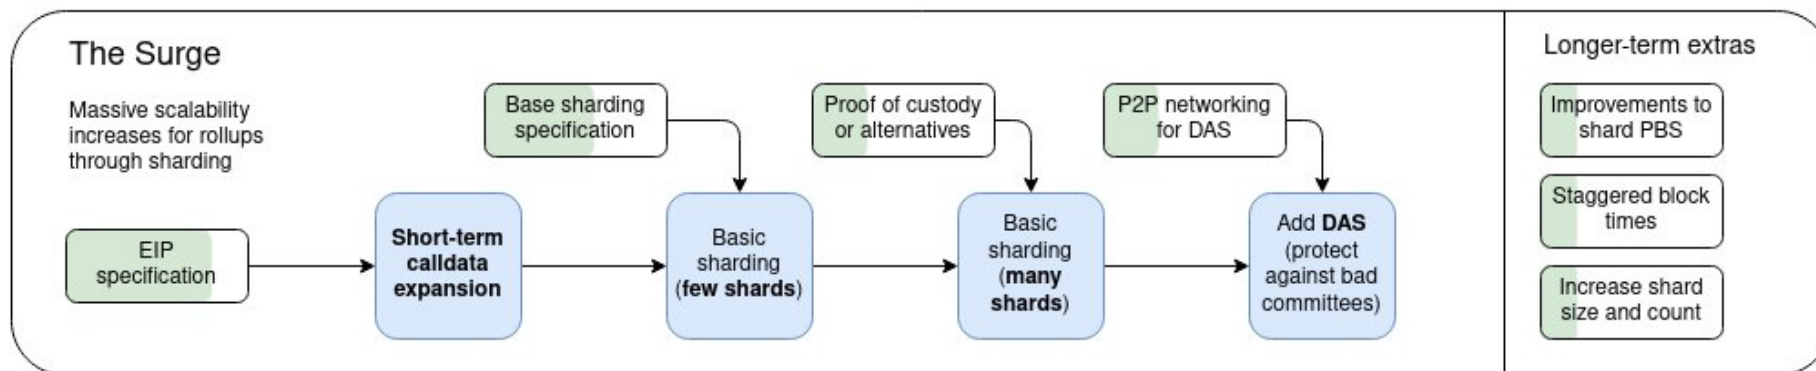 The Surge
Massive scalability
increases for rollups
through sharding
EIP
specification
Short-term
calldata
expansion
Base sharding
specification
Basic
sharding
(few shards)
Proof of custody
or alternatives
Basic
sharding
(many
shards)
P2P networking
for DAS
Add DAS
(protect
against bad
committees)
Longer-term extras
Improvements to
shard PBS
Staggered block
times
Increase shard
size and count